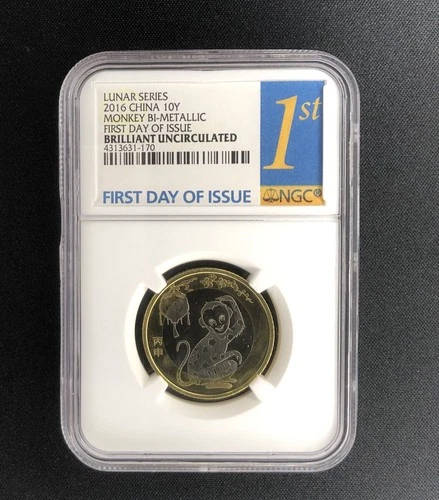 LUNAR SERIES
2016 CHINA 10Y
MONKEY BI-METALLIC
FIRST DAY OF ISSUE
BRILLIANT UNCIRCULATED
4313631-170
FIRST DAY OF ISSUE
1st
NGC®
丙申